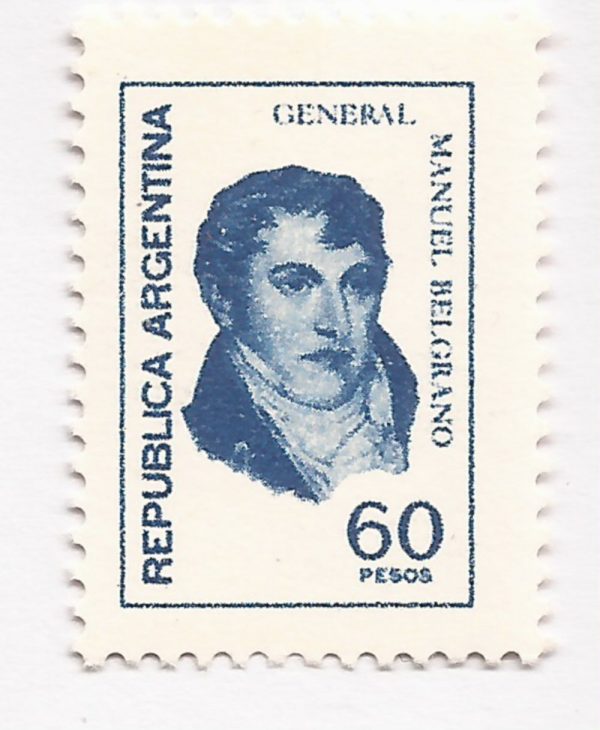 GENERAL
MANUEL BELGRANO
REPUBLICA ARGENTINA
60
PESOS